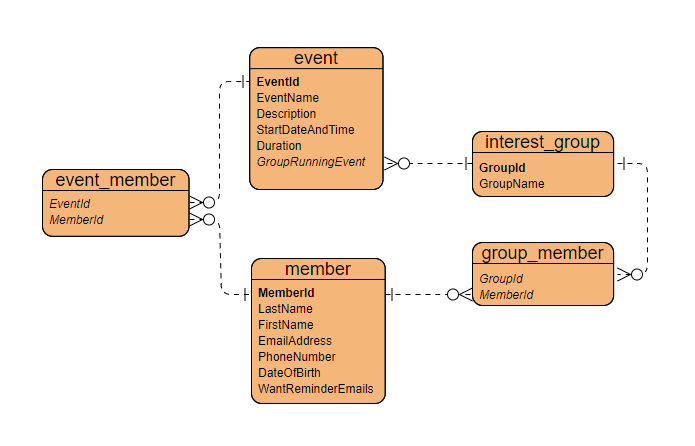 event
EventId
EventName
Description
StartDateAndTime
Duration
GroupRunningEvent
interest_group
GroupId
GroupName
event_member
EventId
MemberId
group_member
GroupId
MemberId
member
MemberId
LastName
FirstName
EmailAddress
PhoneNumber
DateOfBirth
WantReminderEmails